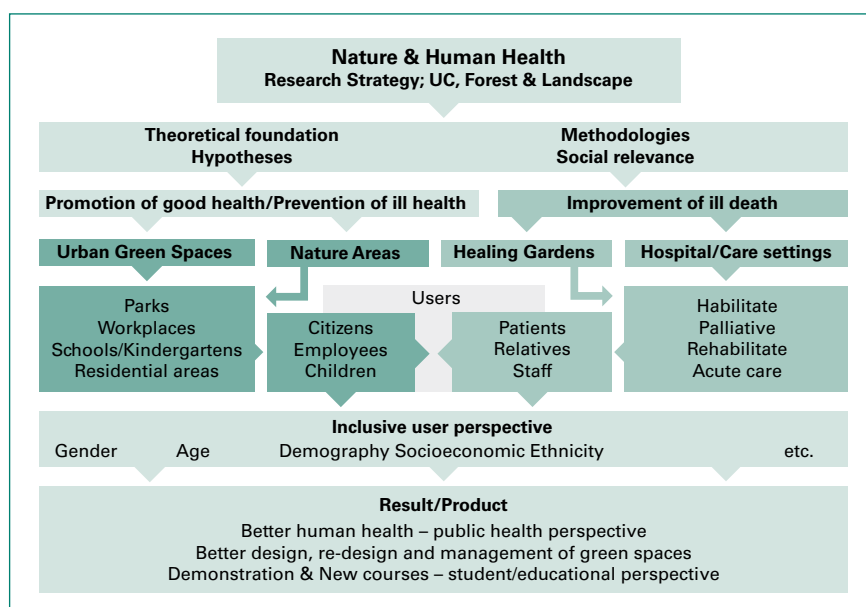 Nature & Human Health
Research Strategy; UC, Forest & Landscape
Theoretical foundation
Hypotheses
Methodologies
Social relevance
Promotion of good health/Prevention of ill health
Improvement of ill death
Urban Green Spaces
Nature Areas
Healing Gardens
Hospital/Care settings
Parks
Workplaces
Schools/Kindergartens
Residential areas
Users
Citizens
Employees
Children
Patients
Relatives
Staff
Habilitate
Palliative
Rehabilitate
Acute care
Inclusive user perspective
Gender Age Demography Socioeconomic Ethnicity etc.
Result/Product
Better human health – public health perspective
Better design, re-design and management of green spaces
Demonstration & New courses – student/educational perspective